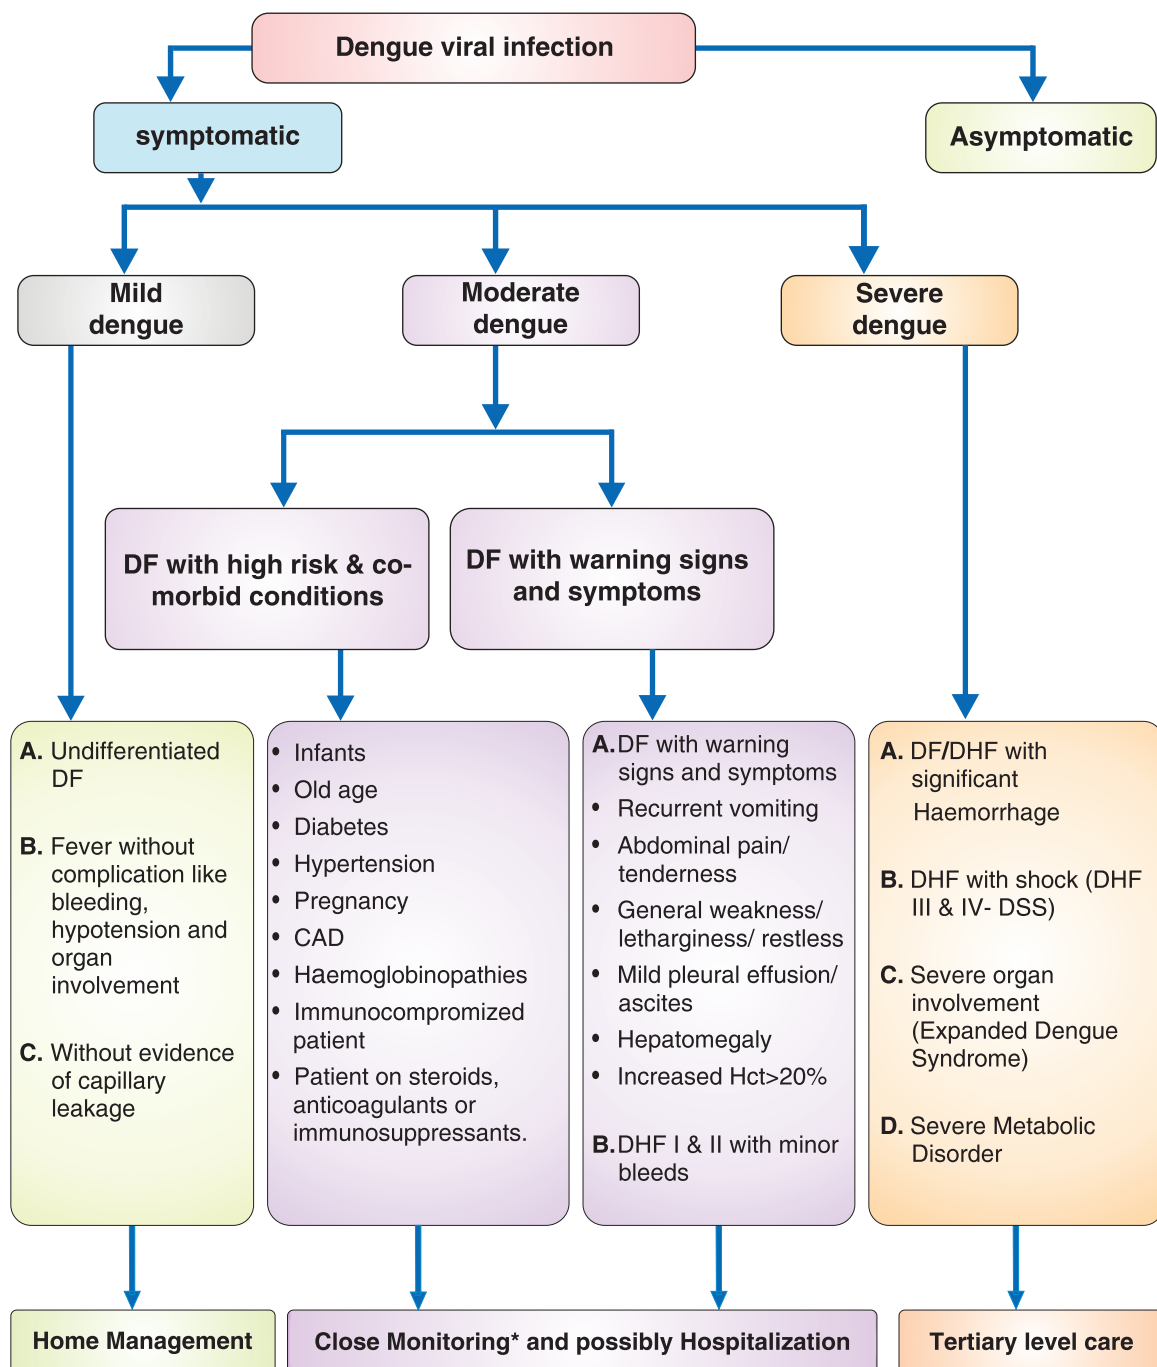 Dengue viral infection
symptomatic
Asymptomatic
Mild
dengue
Moderate
dengue
Severe
dengue
DF with high risk & co-
morbid conditions
DF with warning signs
and symptoms
A. Undifferentiated
DF
B. Fever without
complication like
bleeding,
hypotension and
organ
involvement
C. Without evidence
of capillary
leakage
• Infants
• Old age
• Diabetes
• Hypertension
• Pregnancy
• CAD
• Haemoglobinopathies
• Immunocompromized
patient
• Patient on steroids,
anticoagulants or
immunosuppressants.
A. DF with warning
signs and symptoms
• Recurrent vomiting
• Abdominal pain/
tenderness
• General weakness/
letharginess/ restless
• Mild pleural effusion/
ascites
• Hepatomegaly
• Increased Hct>20%
B. DHF I & II with minor
bleeds
A. DF/DHF with
significant
Haemorrhage
B. DHF with shock (DHF
III & IV- DSS)
C. Severe organ
involvement
(Expanded Dengue
Syndrome)
D. Severe Metabolic
Disorder
Home Management
Close Monitoring* and possibly Hospitalization
Tertiary level care